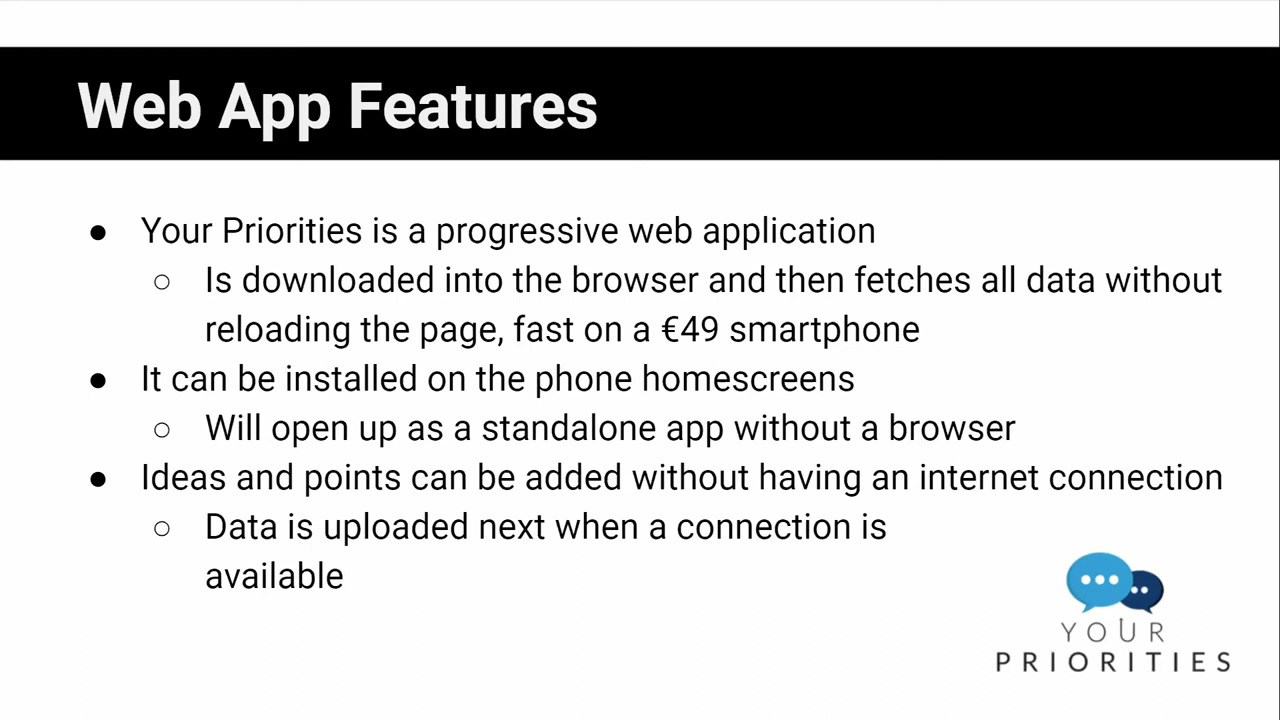 Web App Features
● Your Priorities is a progressive web application
○ Is downloaded into the browser and then fetches all data without
reloading the page, fast on a €49 smartphone
● It can be installed on the phone homescreens
○ Will open up as a standalone app without a browser
● Ideas and points can be added without having an internet connection
○ Data is uploaded next when a connection is
available
YOUR
PRIORITIES